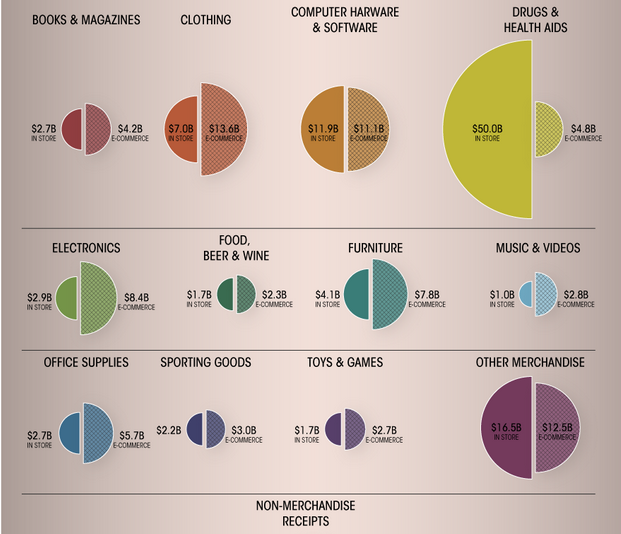 BOOKS & MAGAZINES
CLOTHING
COMPUTER HARWARE
& SOFTWARE
DRUGS &
HEALTH AIDS
$2.7B
IN STORE
$4.2B
E-COMMERCE
$7.0B
IN STORE
$13.6B
E-COMMERCE
$11.9B
IN STORE
$11.1B
E-COMMERCE
$50.0B
IN STORE
$4.8B
E-COMMERCE
ELECTRONICS
FOOD,
BEER & WINE
FURNITURE
MUSIC & VIDEOS
$2.9B
IN STORE
$8.4B
E-COMMERCE
$1.7B
IN STORE
$2.3B
E-COMMERCE
$4.1B
IN STORE
$7.8B
E-COMMERCE
$1.0B
IN STORE
$2.8B
E-COMMERCE
OFFICE SUPPLIES
SPORTING GOODS
TOYS & GAMES
OTHER MERCHANDISE
$2.7B
IN STORE
$5.7B
E-COMMERCE
$2.2B
$3.0B
E-COMMERCE
$1.7B
IN STORE
$2.7B
E-COMMERCE
$16.5B
IN STORE
$12.5B
E-COMMERCE
NON-MERCHANDISE
RECEIPTS